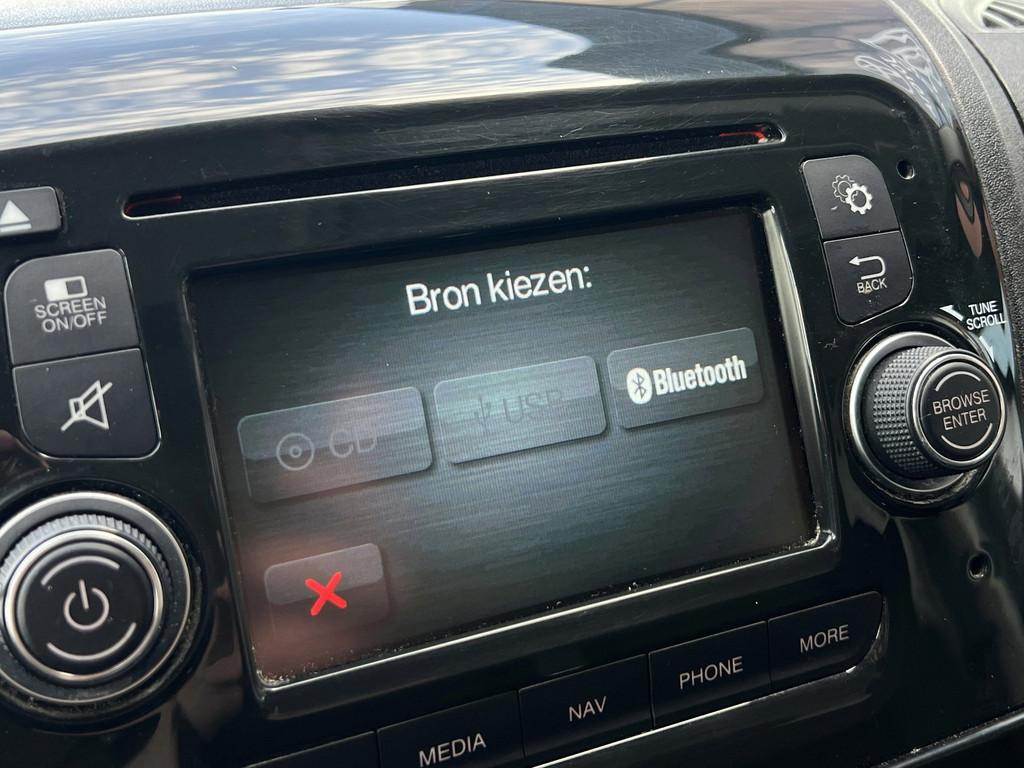 TUNE
SCROLL
SCREEN
ON/OFF
BACK
Bron kiezen:
CD
USB
Bluetooth
BROWSE
ENTER
MEDIA
NAV
PHONE
MORE